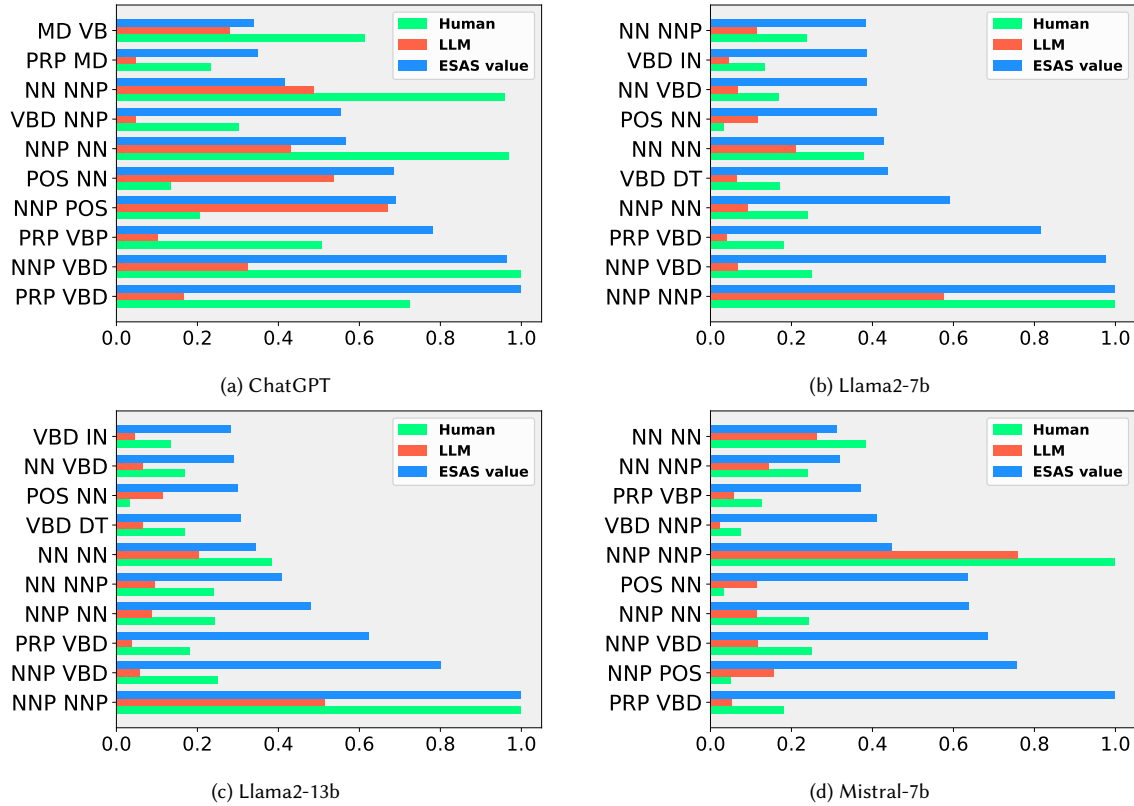 MD VB
PRP MD
NN NNP
VBD NNP
NNP NN
POS NN
NNP POS
PRP VBP
NNP VBD
PRP VBD
Human
LLM
ESAS value
0.0 0.2 0.4 0.6 0.8 1.0
(a) ChatGPT
NN NNP
VBD IN
NN VBD
POS NN
NN NN
VBD DT
NNP NN
PRP VBD
NNP VBD
NNP NNP
Human
LLM
ESAS value
0.0 0.2 0.4 0.6 0.8 1.0
(b) Llama2-7b
VBD IN
NN VBD
POS NN
VBD DT
NN NN
NN NNP
NNP NN
PRP VBD
NNP VBD
NNP NNP
Human
LLM
ESAS value
0.0 0.2 0.4 0.6 0.8 1.0
(c) Llama2-13b
NN NN
NN NNP
PRP VBP
VBD NNP
NNP NNP
POS NN
NNP NN
NNP VBD
NNP POS
PRP VBD
Human
LLM
ESAS value
0.0 0.2 0.4 0.6 0.8 1.0
(d) Mistral-7b